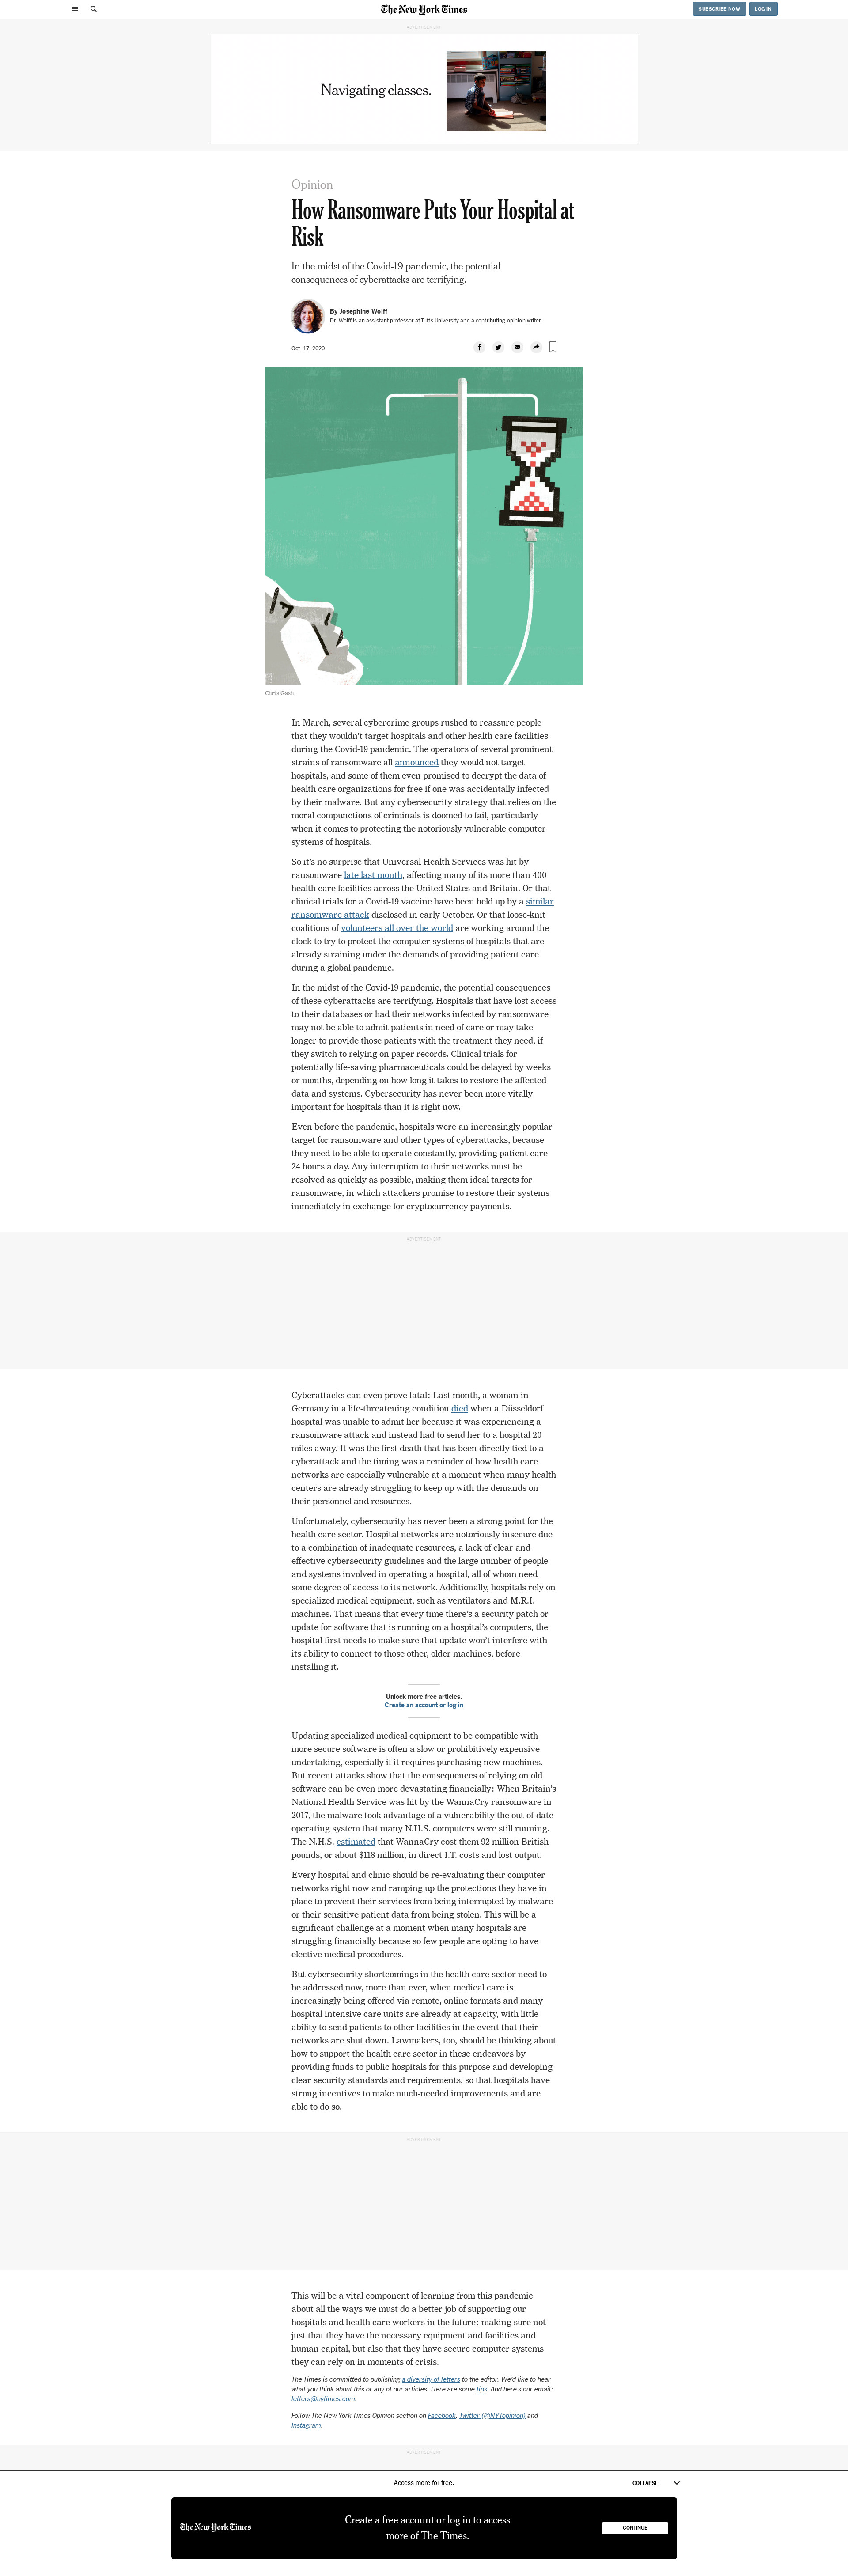 The New York Times
SUBSCRIBE NOW
LOG IN
ADVERTISEMENT
Navigating classes.
Opinion
How Ransomware Puts Your Hospital at
Risk
In the midst of the Covid-19 pandemic, the potential
consequences of cyberattacks are terrifying.
By Josephine Wolff
Dr. Wolff is an assistant professor at Tufts University and a contributing opinion writer.
Oct. 17, 2020
Chris Gash
In March, several cybercrime groups rushed to reassure people
that they wouldn't target hospitals and other health care facilities
during the Covid-19 pandemic. The operators of several prominent
strains of ransomware all announced they would not target
hospitals, and some of them even promised to decrypt the data of
health care organizations for free if one was accidentally infected
by their malware. But any cybersecurity strategy that relies on the
moral compunctions of criminals is doomed to fail, particularly
when it comes to protecting the notoriously vulnerable computer
systems of hospitals.
So it's no surprise that Universal Health Services was hit by
ransomware late last month, affecting many of its more than 400
health care facilities across the United States and Britain. Or that
clinical trials for a Covid-19 vaccine have been held up by a similar
ransomware attack disclosed in early October. Or that loose-knit
coalitions of volunteers all over the world are working around the
clock to try to protect the computer systems of hospitals that are
already straining under the demands of providing patient care
during a global pandemic.
In the midst of the Covid-19 pandemic, the potential consequences
of these cyberattacks are terrifying. Hospitals that have lost access
to their databases or had their networks infected by ransomware
may not be able to admit patients in need of care or may take
longer to provide those patients with the treatment they need, if
they switch to relying on paper records. Clinical trials for
potentially life-saving pharmaceuticals could be delayed by weeks
or months, depending on how long it takes to restore the affected
data and systems. Cybersecurity has never been more vitally
important for hospitals than it is right now.
Even before the pandemic, hospitals were an increasingly popular
target for ransomware and other types of cyberattacks, because
they need to be able to operate constantly, providing patient care
24 hours a day. Any interruption to their networks must be
resolved as quickly as possible, making them ideal targets for
ransomware, in which attackers promise to restore their systems
immediately in exchange for cryptocurrency payments.
ADVERTISEMENT
Cyberattacks can even prove fatal: Last month, a woman in
Germany in a life-threatening condition died when a Düsseldorf
hospital was unable to admit her because it was experiencing a
ransomware attack and instead had to send her to a hospital 20
miles away. It was the first death that has been directly tied to a
cyberattack and the timing was a reminder of how health care
networks are especially vulnerable at a moment when many health
centers are already struggling to keep up with the demands on
their personnel and resources.
Unfortunately, cybersecurity has never been a strong point for the
health care sector. Hospital networks are notoriously insecure due
to a combination of inadequate resources, a lack of clear and
effective cybersecurity guidelines and the large number of people
and systems involved in operating a hospital, all of whom need
some degree of access to its network. Additionally, hospitals rely on
specialized medical equipment, such as ventilators and M.R.I.
machines. That means that every time there's a security patch or
update for software that is running on a hospital's computers, the
hospital first needs to make sure that update won't interfere with
its ability to connect to those other, older machines, before
installing it.
Unlock more free articles.
Create an account or log in
Updating specialized medical equipment to be compatible with
more secure software is often a slow or prohibitively expensive
undertaking, especially if it requires purchasing new machines.
But recent attacks show that the consequences of relying on old
software can be even more devastating financially: When Britain's
National Health Service was hit by the WannaCry ransomware in
2017, the malware took advantage of a vulnerability the out-of-date
operating system that many N.H.S. computers were still running.
The N.H.S. estimated that WannaCry cost them 92 million British
pounds, or about $118 million, in direct I.T. costs and lost output.
Every hospital and clinic should be re-evaluating their computer
networks right now and ramping up the protections they have in
place to prevent their services from being interrupted by malware
or their sensitive patient data from being stolen. This will be a
significant challenge at a moment when many hospitals are
struggling financially because so few people are opting to have
elective medical procedures.
But cybersecurity shortcomings in the health care sector need to
be addressed now, more than ever, when medical care is
increasingly being offered via remote, online formats and many
hospital intensive care units are already at capacity, with little
ability to send patients to other facilities in the event that their
networks are shut down. Lawmakers, too, should be thinking about
how to support the health care sector in these endeavors by
providing funds to public hospitals for this purpose and developing
clear security standards and requirements, so that hospitals have
strong incentives to make much-needed improvements and are
able to do so.
ADVERTISEMENT
This will be a vital component of learning from this pandemic
about all the ways we must do a better job of supporting our
hospitals and health care workers in the future: making sure not
just that they have the necessary equipment and facilities and
human capital, but also that they have secure computer systems
they can rely on in moments of crisis.
The Times is committed to publishing a diversity of letters to the editor. We'd like to hear
what you think about this or any of our articles. Here are some tips. And here's our email:
letters@nytimes.com.
Follow The New York Times Opinion section on Facebook, Twitter (@NYTopinion) and
Instagram.
ADVERTISEMENT
Access more for free.
COLLAPSE
The New York Times
Create a free account or log in to access
more of The Times.
CONTINUE